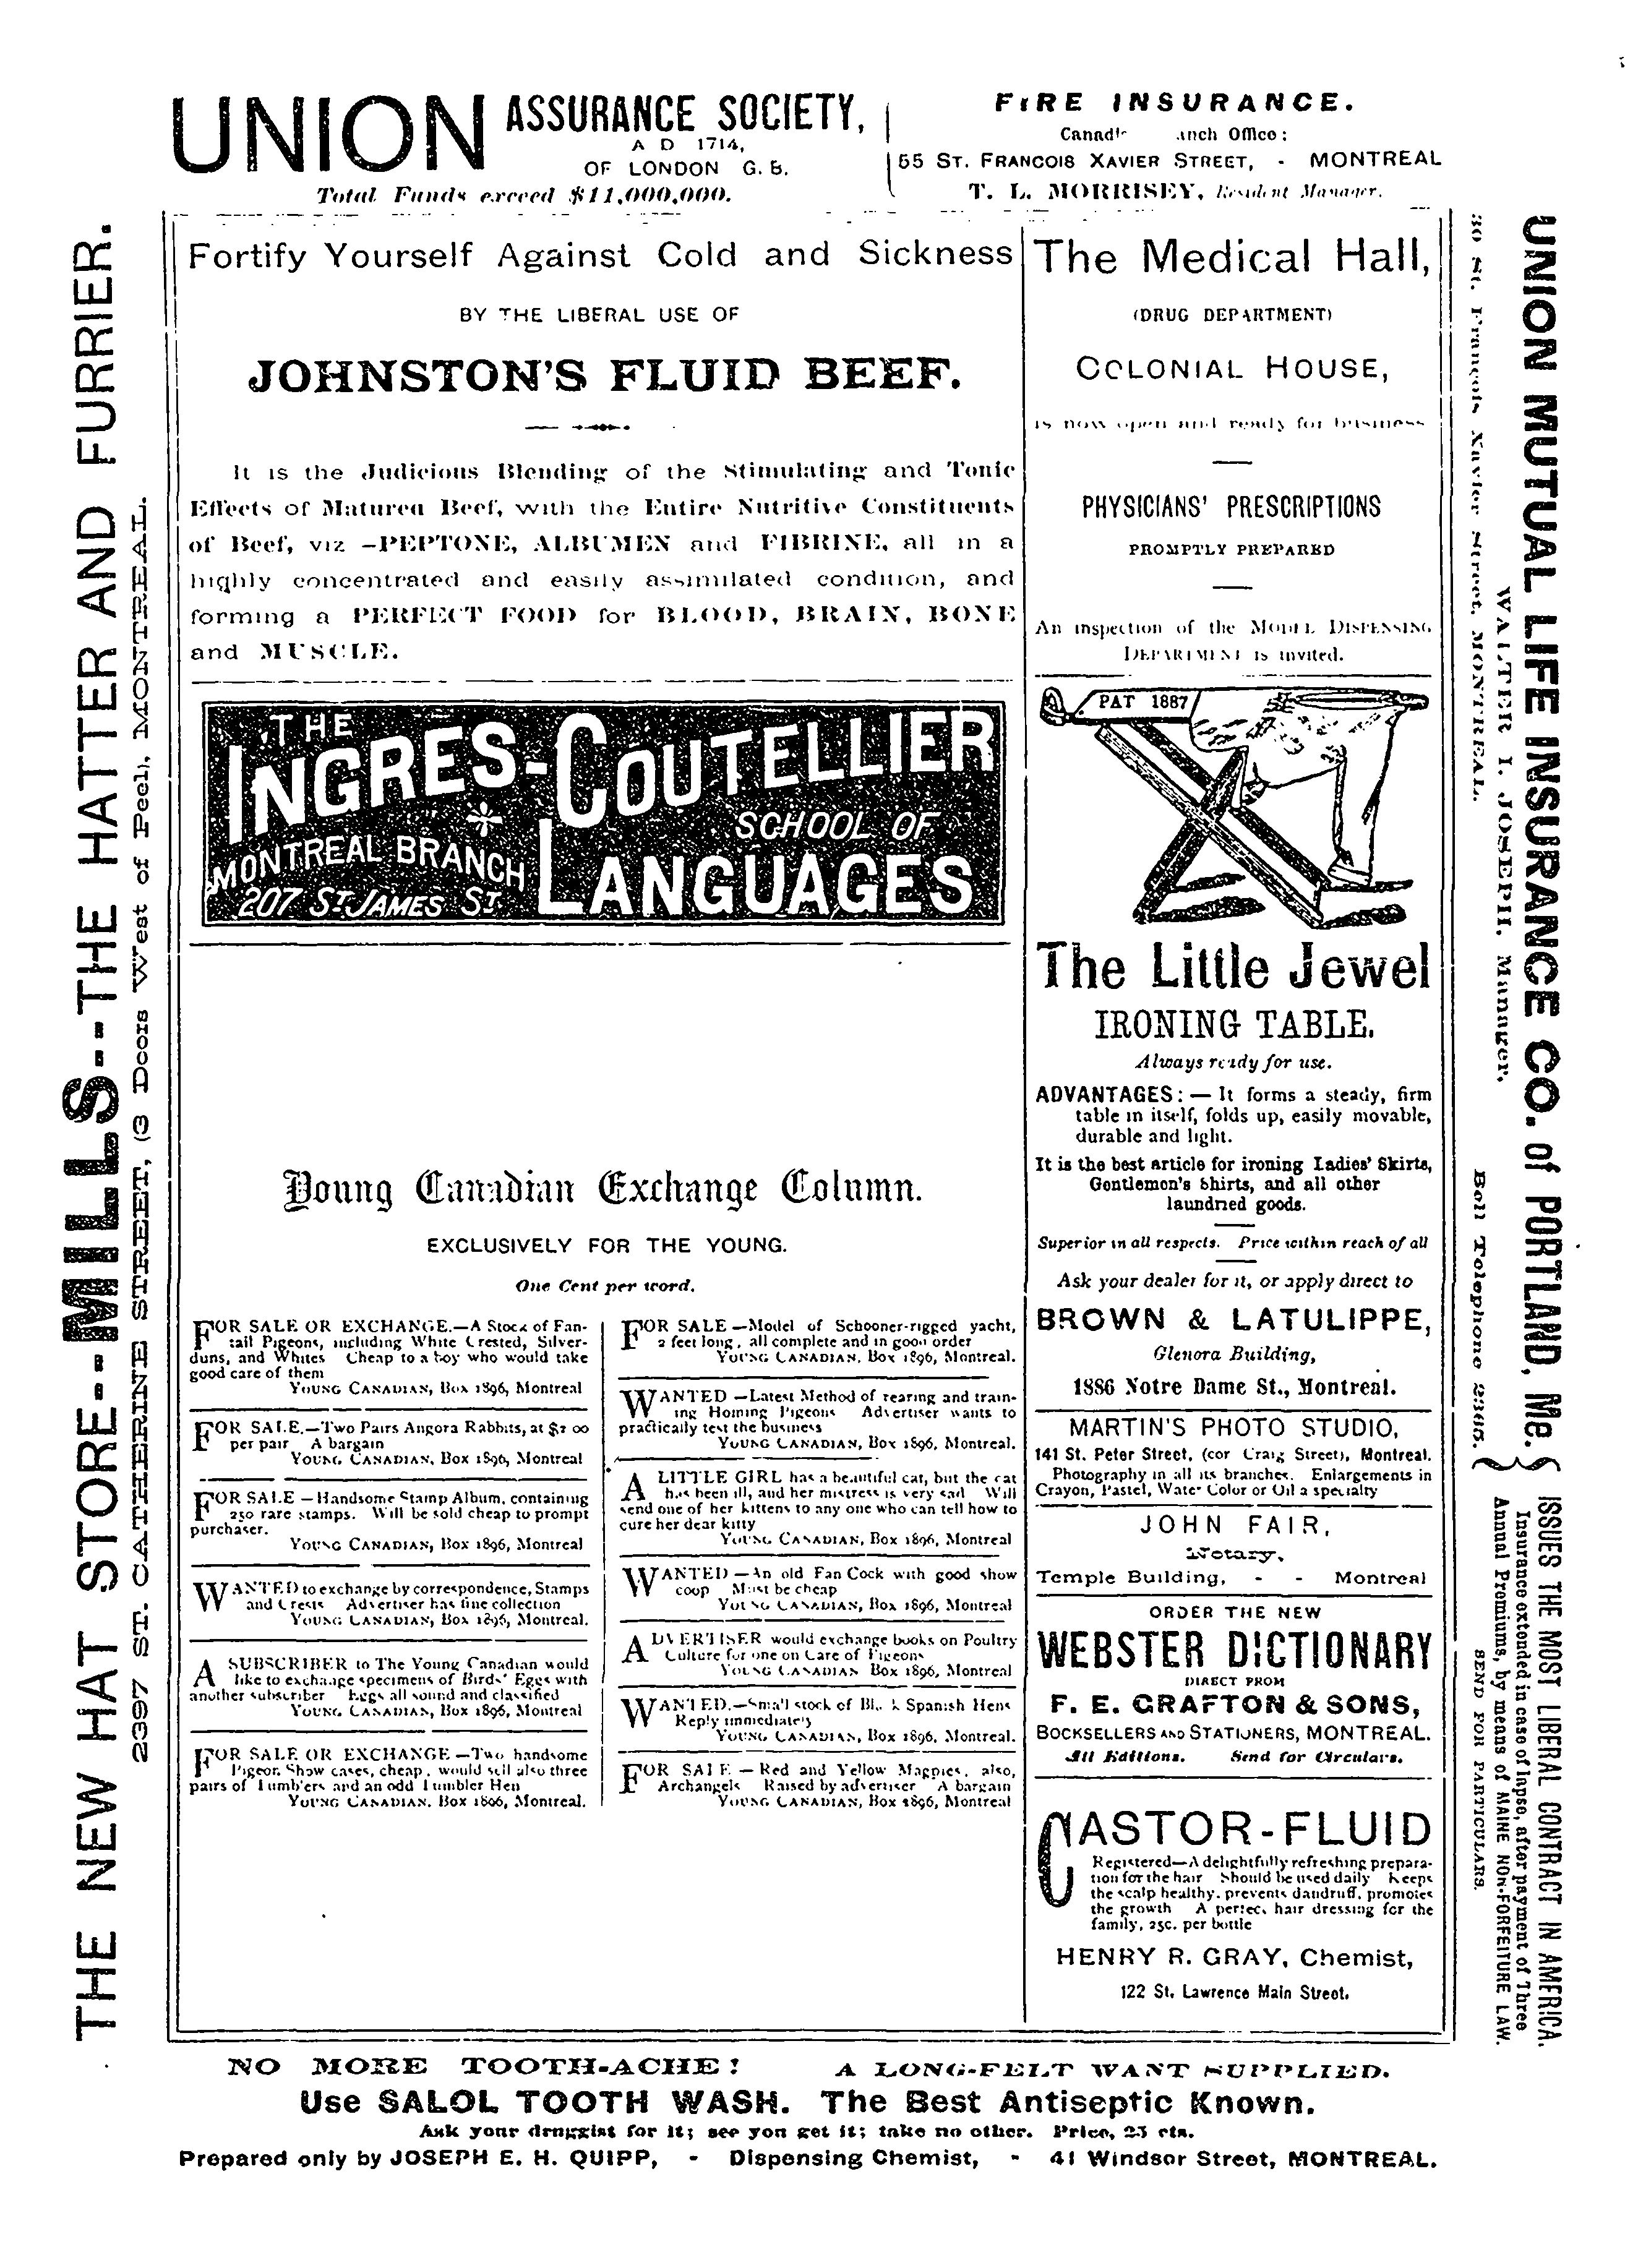 UNION ASSURANCE SOCIETY,
A D 1714,
OF LONDON G. B.
Total Funds exceed $11,000,000.
FIRE INSURANCE.
Office:
55 ST. FRANCOIS XAVIER STREET, - MONTREAL
T. L. MORRISEY, Resident Manager.
THE NEW HAT STORE--MILLS--THE HATTER AND FURRIER.
2397 ST. CATHERINE STREET, (3 Doors West of Peel), MONTREAL.
Fortify Yourself Against Cold and Sickness
BY THE LIBERAL USE OF
JOHNSTON'S FLUID BEEF.
It is the Judicious Blending of the Stimulating and Tonic
Effects of Matured Beef, with the Entire Nutritive Constituents
of Beef, viz -PEPTONE, ALBUMEN and FIBRINE, all in a
highly concentrated and easily assimilated condition, and
forming a PERFECT FOOD for BLOOD, BRAIN, BONE
and MUSCLE.
THE
INGRES-COUTELLIER
SCHOOL OF
LANGUAGES
MONTREAL BRANCH
207 ST. JAMES ST
Young Canadian Exchange Column.
EXCLUSIVELY FOR THE YOUNG.
One Cent per word.
FOR SALE OR EXCHANGE.—A Stock of Fan-
tail Pigeons, including White Crested, Silver-
duns, and Whites Cheap to a boy who would take
good care of them
YOUNG CANADIAN, Box 1896, Montreal
FOR SALE.—Two Pairs Angora Rabbits, at $2 00
per pair A bargain
YOUNG CANADIAN, Box 1896, Montreal
FOR SALE—Handsome Stamp Album, containing
250 rare stamps. Will be sold cheap to prompt
purchaser.
YOUNG CANADIAN, Box 1896, Montreal
WANTED to exchange by correspondence, Stamps
and Crests Advertiser has fine collection
YOUNG CANADIAN, Box 1896, Montreal.
A SUBSCRIBER to The Young Canadian would
like to exchange specimens of Birds' Eggs with
another subscriber Eggs all sound and classified
YOUNG CANADIAN, Box 1896, Montreal
FOR SALE OR EXCHANGE—Two handsome
Pigeon Show cases, cheap, would sell also three
pairs of Tumblers and an odd Tumbler Hen
YOUNG CANADIAN. Box 1896, Montreal.
FOR SALE—Model of Schooner-rigged yacht,
2 feet long, all complete and in good order
YOUNG CANADIAN, Box 1896, Montreal.
WANTED—Latest Method of rearing and train-
ing Homing Pigeons Advertiser wants to
practically test the business
YOUNG CANADIAN, Box 1896, Montreal.
A LITTLE GIRL has a beautiful cat, but the cat
has been ill, and her mistress is very sad Will
send one of her kittens to any one who can tell how to
cure her dear kitty
YOUNG CANADIAN, Box 1896, Montreal
WANTED—An old Fan Cock with good show
coop Must be cheap
YOUNG CANADIAN, Box 1896, Montreal
ADVERTISER would exchange books on Poultry
Culture for one on Care of Pigeons
YOUNG CANADIAN Box 1896, Montreal
WANTED.—Small stock of Spanish Hens
Reply immediately
YOUNG CANADIAN, Box 1896, Montreal.
FOR SALE—Red and Yellow Magpies, also,
Archangels Raised by advertiser A bargain
YOUNG CANADIAN, Box 1896, Montreal
The Medical Hall,
(DRUG DEPARTMENT)
COLONIAL HOUSE,
is now open and ready for business
PHYSICIANS' PRESCRIPTIONS
PROMPTLY PREPARED
An inspection of the MODEL DISPENSING
DEPARTMENT is invited.
PAT 1887
The Little Jewel
IRONING TABLE.
Always ready for use.
ADVANTAGES:— It forms a steady, firm
table in itself, folds up, easily movable,
durable and light.
It is the best article for ironing Ladies' Skirts,
Gentlemen's Shirts, and all other
laundried goods.
Superior in all respects. Price within reach of all
Ask your dealer for it, or apply direct to
BROWN & LATULIPPE,
Glenora Building,
1886 Notre Dame St., Montreal.
MARTIN'S PHOTO STUDIO,
141 St. Peter Street, (cor Craig Street), Montreal.
Photography in all its branches. Enlargements in
Crayon, Pastel, Water Color or Oil a specialty
JOHN FAIR,
Notary,
Temple Building, - - Montreal
ORDER THE NEW
WEBSTER DICTIONARY
DIRECT FROM
F. E. GRAFTON & SONS,
BOOKSELLERS AND STATIONERS, MONTREAL.
All Editions. Send for Circulars.
CASTOR-FLUID
Registered—A delightfully refreshing prepara-
tion for the hair Should be used daily Keeps
the scalp healthy, prevents dandruff, promotes
the growth A perfect hair dressing for the
family, 25c. per bottle
HENRY R. GRAY, Chemist,
122 St. Lawrence Main Street.
UNION MUTUAL LIFE INSURANCE CO. of PORTLAND, Me.
WALTER I. JOSEPH, Manager,
30 St. François Xavier Street, MONTREAL.
Bell Telephone 2365.
ISSUES THE MOST LIBERAL CONTRACT IN AMERICA.
Insurance extended in case of lapse, after payment of Three
Annual Premiums, by means of MAINE NON-FORFEITURE LAW.
SEND FOR PARTICULARS.
NO MORE TOOTH-ACHE! A LONG-FELT WANT SUPPLIED.
Use SALOL TOOTH WASH. The Best Antiseptic Known.
Ask your druggist for it; see you get it; take no other. Price, 25 cts.
Prepared only by JOSEPH E. H. QUIPP, - Dispensing Chemist, - 41 Windsor Street, MONTREAL.